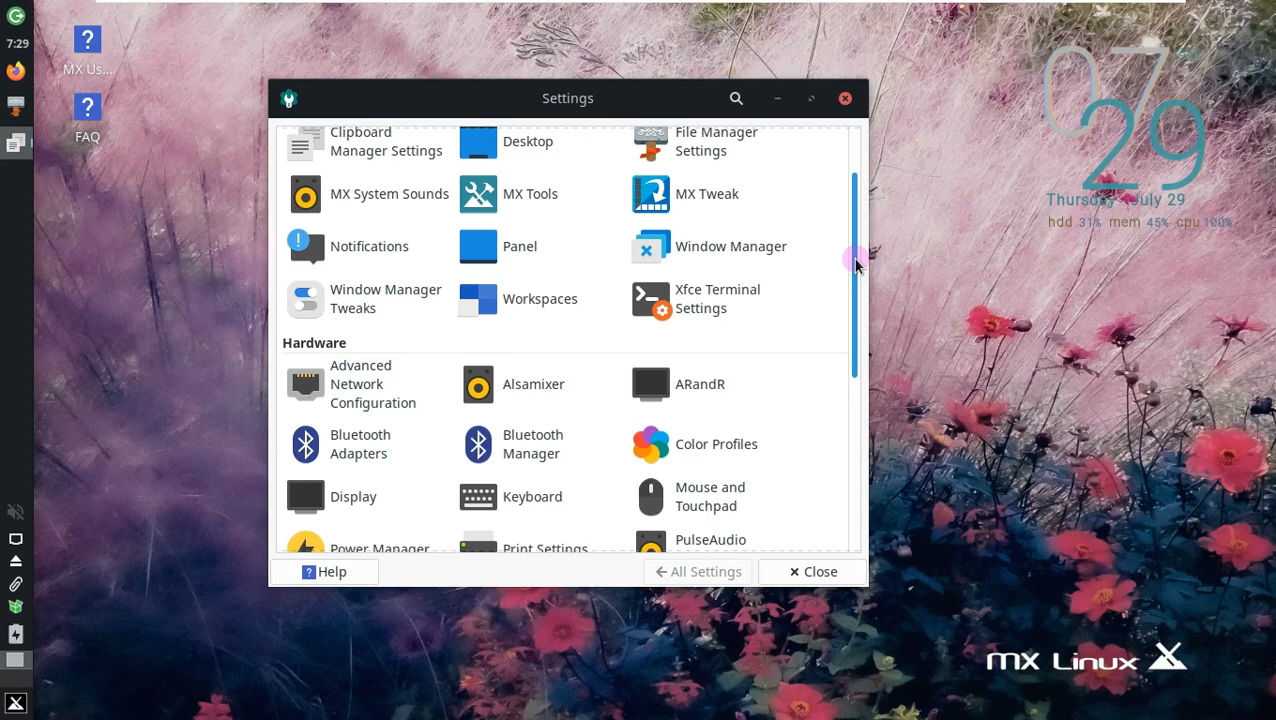 7:29
MX Us...
FAQ
Settings
07
29
Thursday July 29
hdd 31% mem 45% cpu 100%
Clipboard
Manager Settings
Desktop
File Manager
Settings
MX System Sounds
MX Tools
MX Tweak
Notifications
Panel
Window Manager
Window Manager
Tweaks
Workspaces
Xfce Terminal
Settings
Hardware
Advanced
Network
Configuration
Alsamixer
ARandR
Bluetooth
Adapters
Bluetooth
Manager
Color Profiles
Display
Keyboard
Mouse and
Touchpad
Power Manager
Print Settings
PulseAudio
Help
All Settings
Close
mx Linux